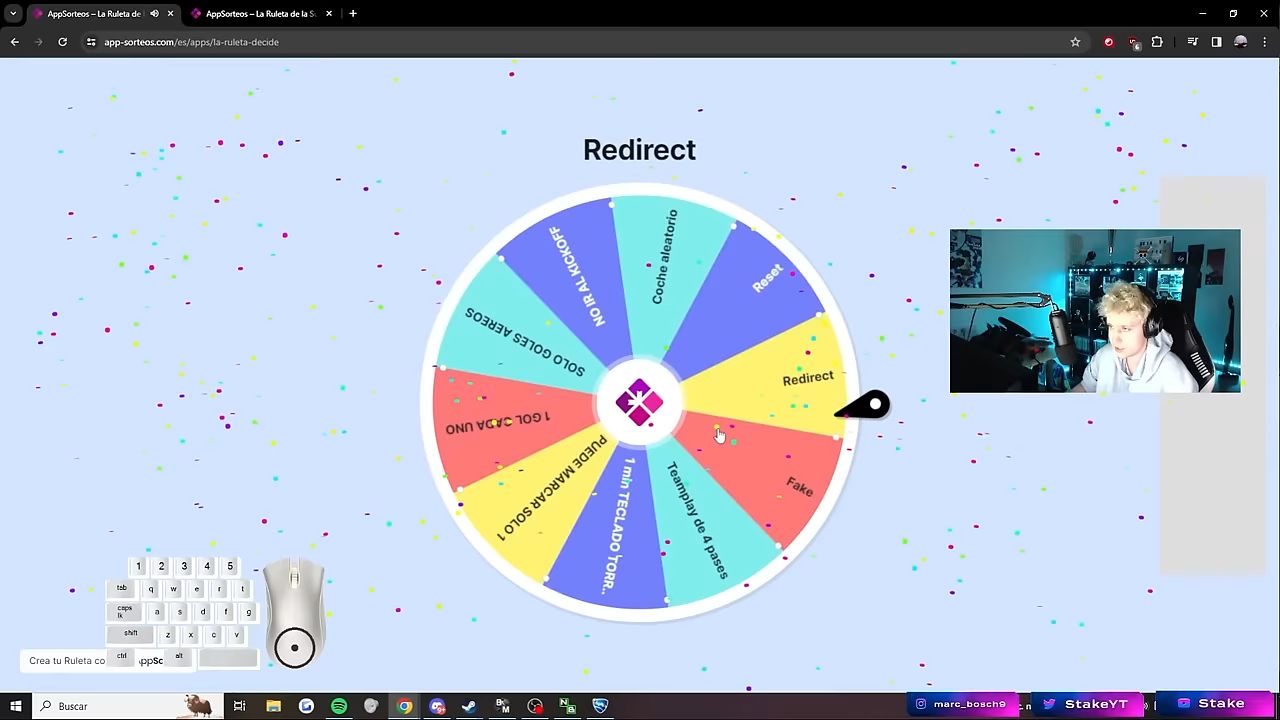 AppSorteos – La Ruleta de l
AppSorteos – La Ruleta de la Su
app-sorteos.com/es/apps/la-ruleta-decide
6
Redirect
Coche aleatorio
Reset
Redirect
Fake
Teamplay de 4 pases
1 min TECLADO TORR..
PUEDE MARCAR SOLO 1
1 GOL CADA UNO
SOLO GOLES AEREOS
NO IR AL KICKOFF
1 2 3 4 5
tab q w e r t
caps lk a s d f g
shift z x c v
ctrl alt
Crea tu Ruleta co
AppSo
Buscar
marc_bosch9
StakeYT
Stake